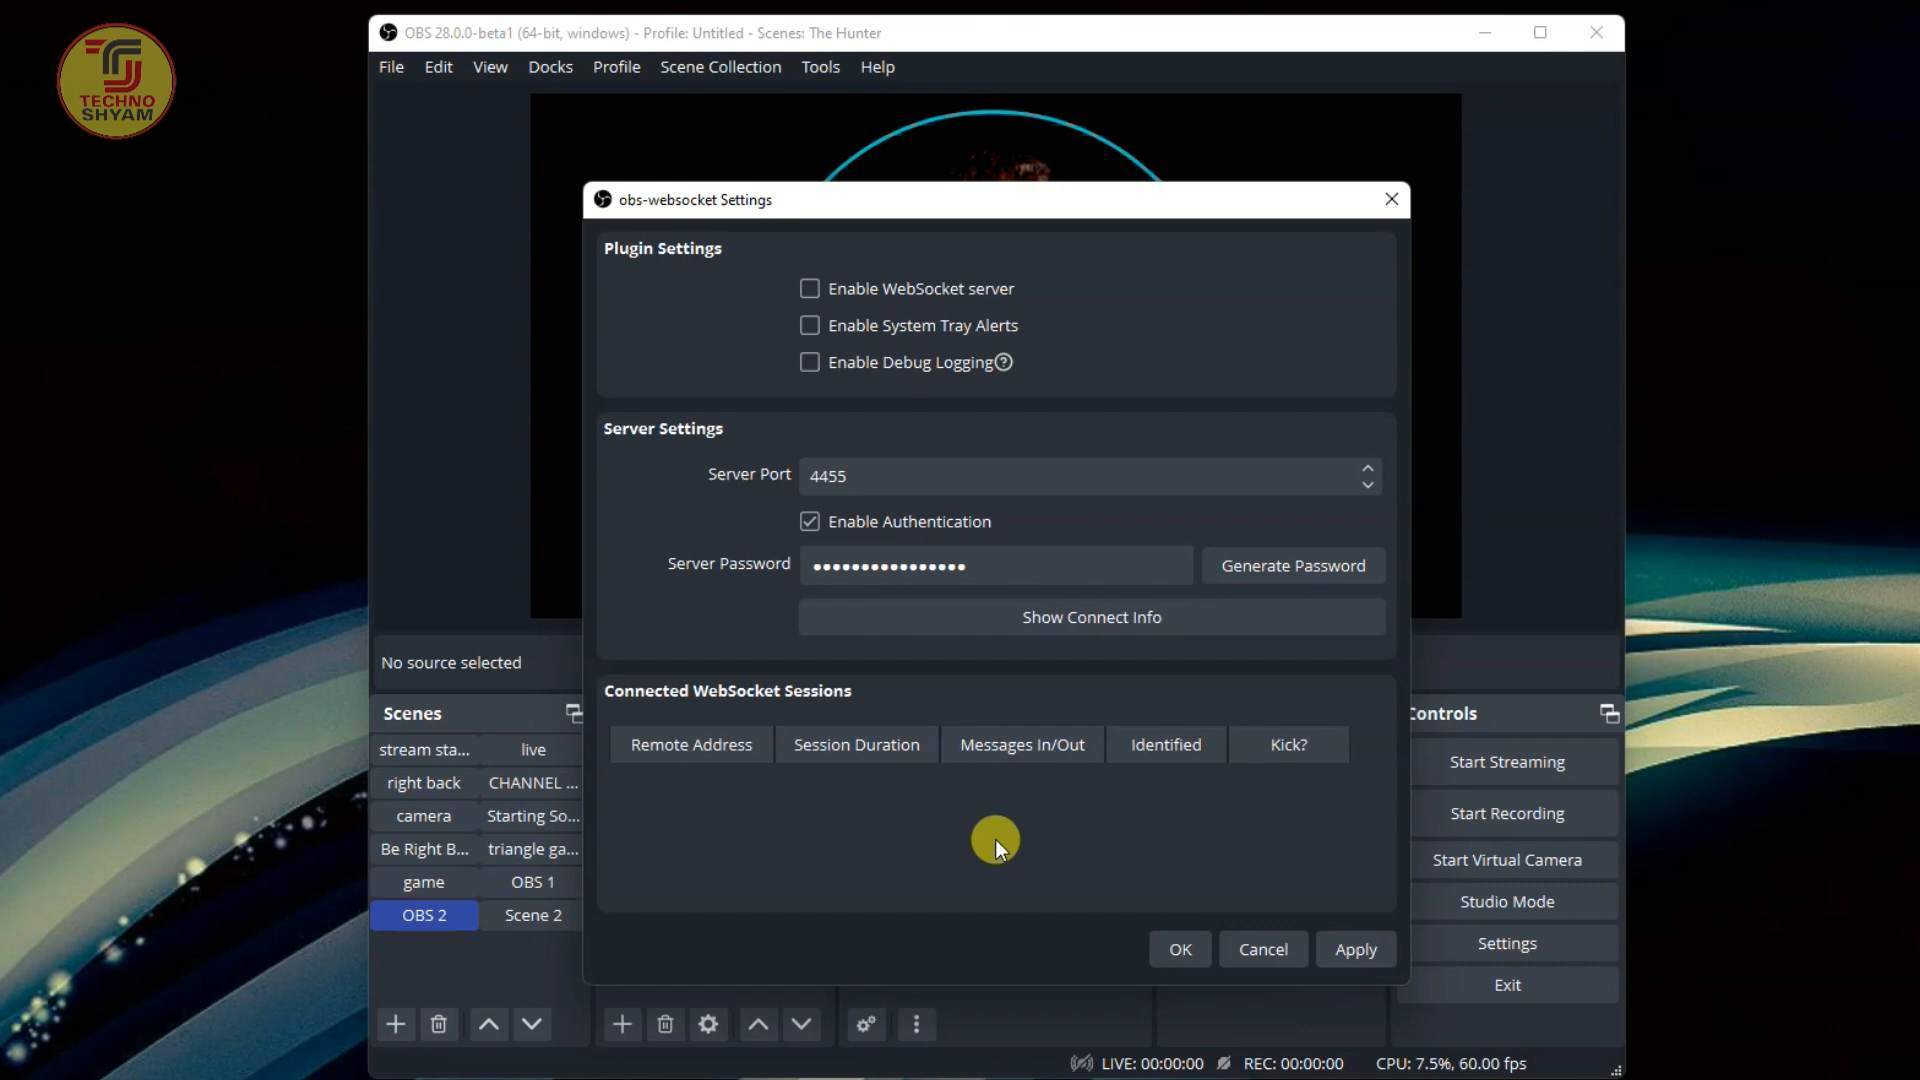 TECHNO
SHYAM
OBS 28.0.0-beta1 (64-bit, windows) - Profile: Untitled - Scenes: The Hunter
File Edit View Docks Profile Scene Collection Tools Help
obs-websocket Settings
Plugin Settings
Enable WebSocket server
Enable System Tray Alerts
Enable Debug Logging
Server Settings
Server Port 4455
Enable Authentication
Server Password ●●●●●●●●●●●●●●●● Generate Password
Show Connect Info
Connected WebSocket Sessions
Remote Address Session Duration Messages In/Out Identified Kick?
OK Cancel Apply
No source selected
Scenes
stream sta... live
right back CHANNEL ...
camera Starting So...
Be Right B... triangle ga...
game OBS 1
OBS 2 Scene 2
Controls
Start Streaming
Start Recording
Start Virtual Camera
Studio Mode
Settings
Exit
LIVE: 00:00:00 REC: 00:00:00 CPU: 7.5%, 60.00 fps